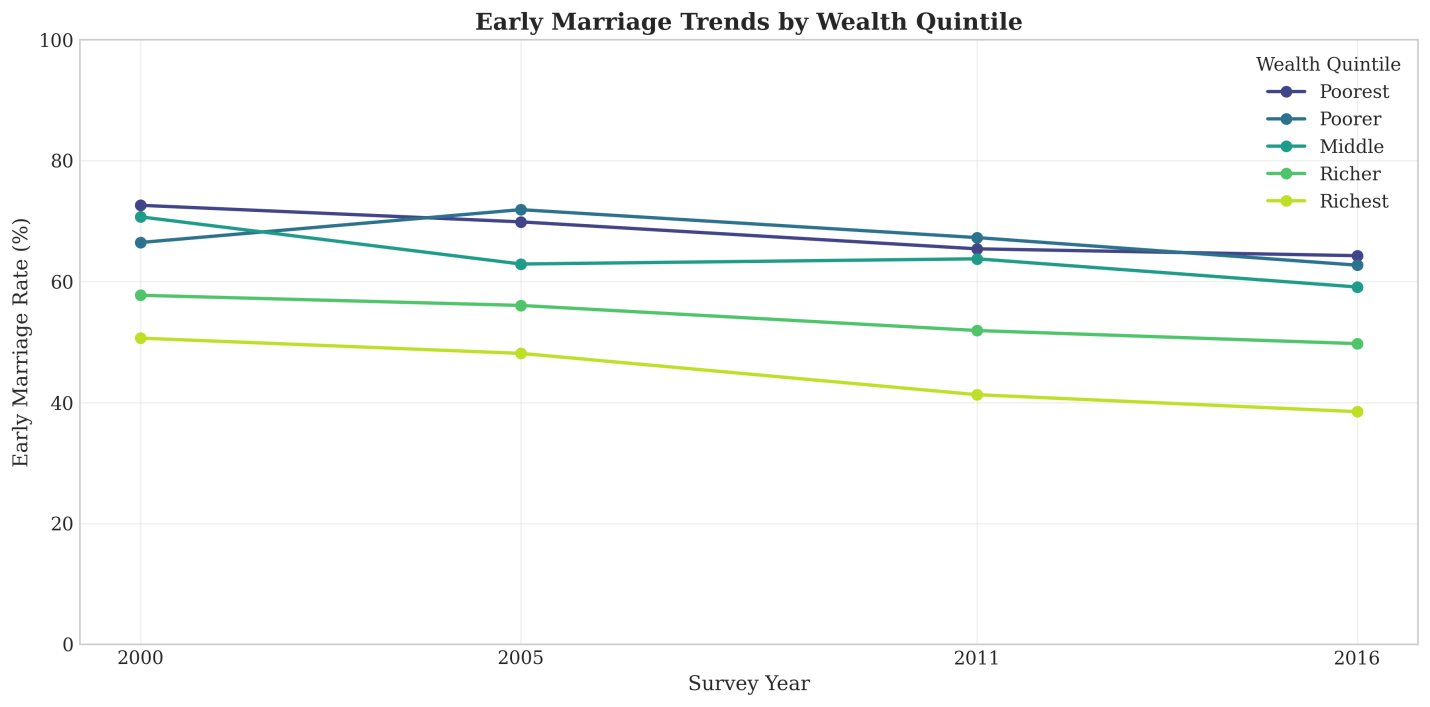 Early Marriage Trends by Wealth Quintile
Early Marriage Rate (%)
100
80
60
40
20
0
Wealth Quintile
Poorest
Poorer
Middle
Richer
Richest
2000
2005
2011
2016
Survey Year